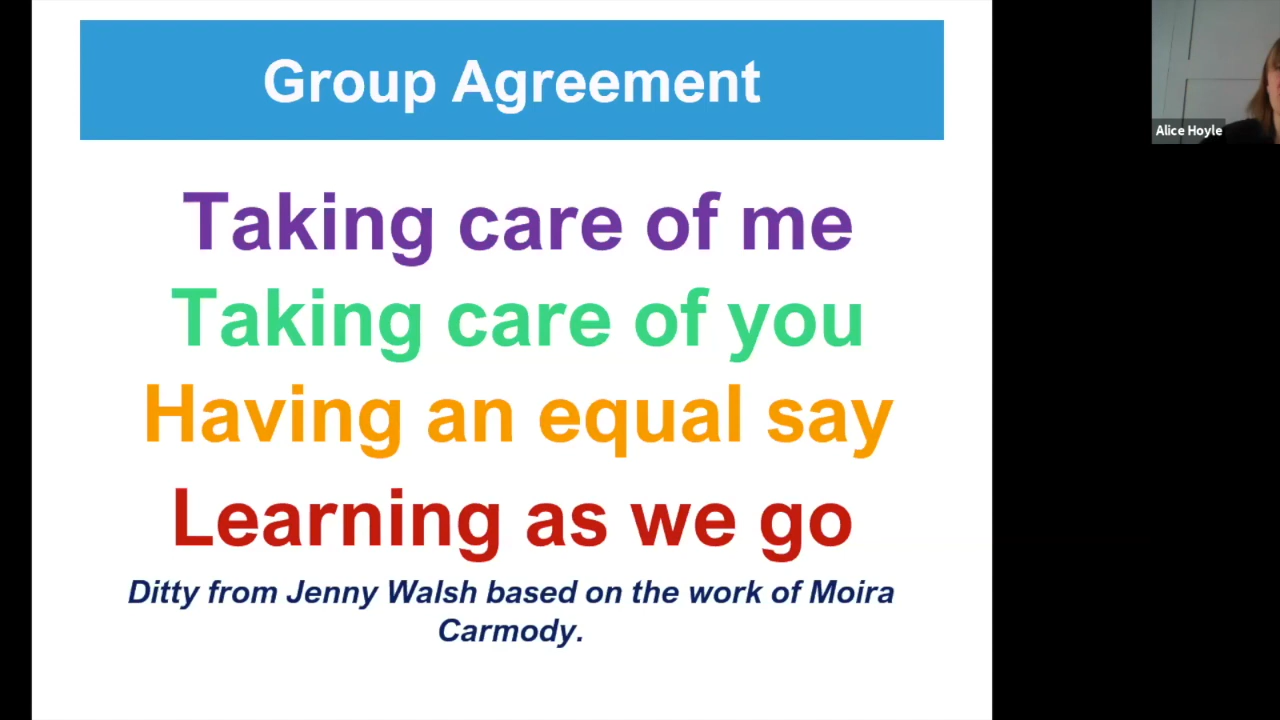 Group Agreement
Alice Hoyle
Taking care of me
Taking care of you
Having an equal say
Learning as we go
Ditty from Jenny Walsh based on the work of Moira
Carmody.